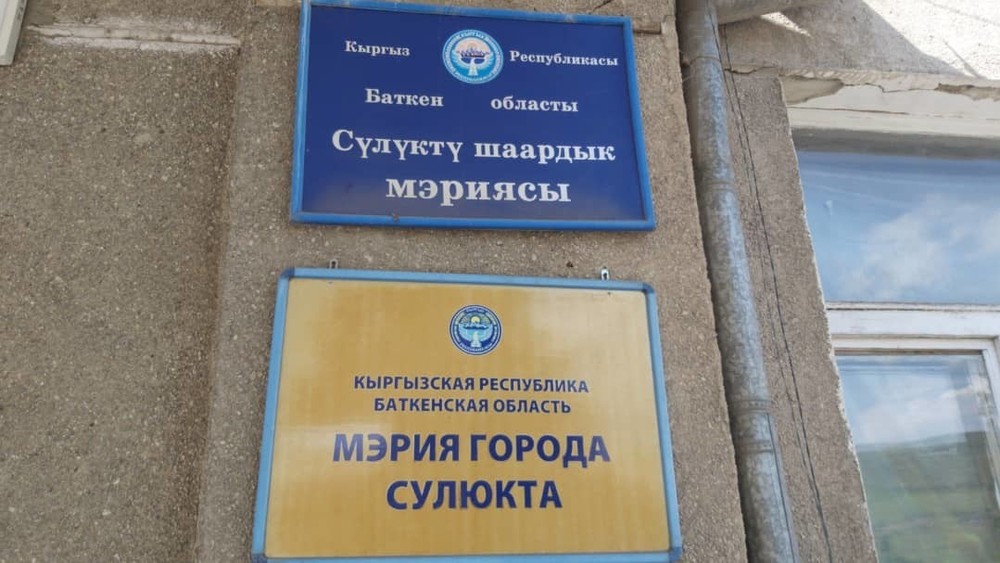 Кыргыз Республикасы
Баткен областы
Сүлүктү шаардык
мэриясы
КЫРГЫЗСКАЯ РЕСПУБЛИКА
БАТКЕНСКАЯ ОБЛАСТЬ
МЭРИЯ ГОРОДА
СУЛЮКТА